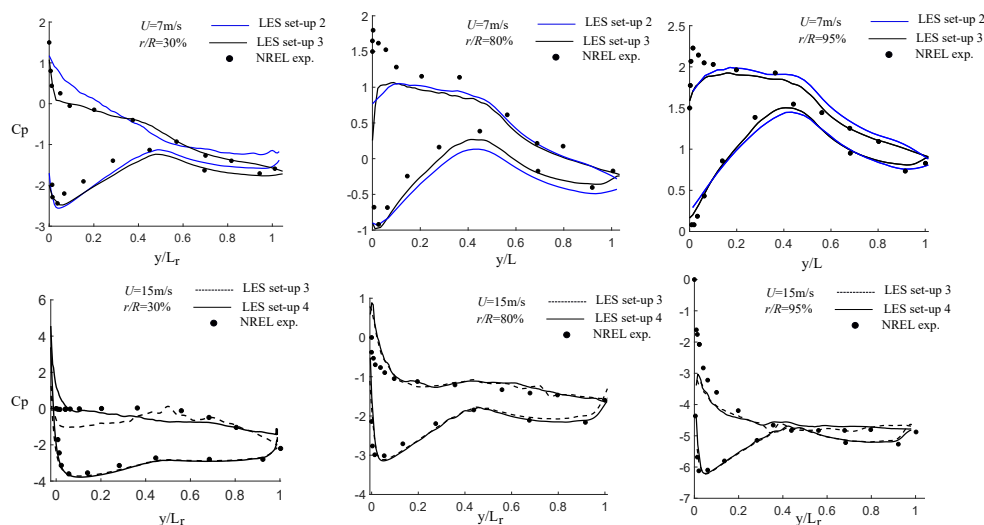 U=7m/s
r/R=30%
LES set-up 2
LES set-up 3
NREL exp.
Cp
2
1
0
-1
-2
-3
0 0.2 0.4 0.6 0.8 1
y/Lr
U=7m/s
r/R=80%
LES set-up 2
LES set-up 3
NREL exp.
2
1.5
1
0.5
0
-0.5
-1
0 0.2 0.4 0.6 0.8 1
y/L
U=7m/s
r/R=95%
LES set-up 2
LES set-up 3
NREL exp.
2.5
2
1.5
1
0.5
0
0 0.2 0.4 0.6 0.8 1
y/L
U=15m/s
r/R=30%
LES set-up 3
LES set-up 4
NREL exp.
Cp
6
4
2
0
-2
-4
0 0.2 0.4 0.6 0.8 1
y/Lr
U=15m/s
r/R=80%
LES set-up 3
LES set-up 4
NREL exp.
2
1
0
-1
-2
-3
-4
0 0.2 0.4 0.6 0.8 1
y/Lr
U=15m/s
r/R=95%
LES set-up 3
LES set-up 4
NREL exp.
0
-1
-2
-3
-4
-5
-6
-7
0 0.2 0.4 0.6 0.8 1
y/Lr